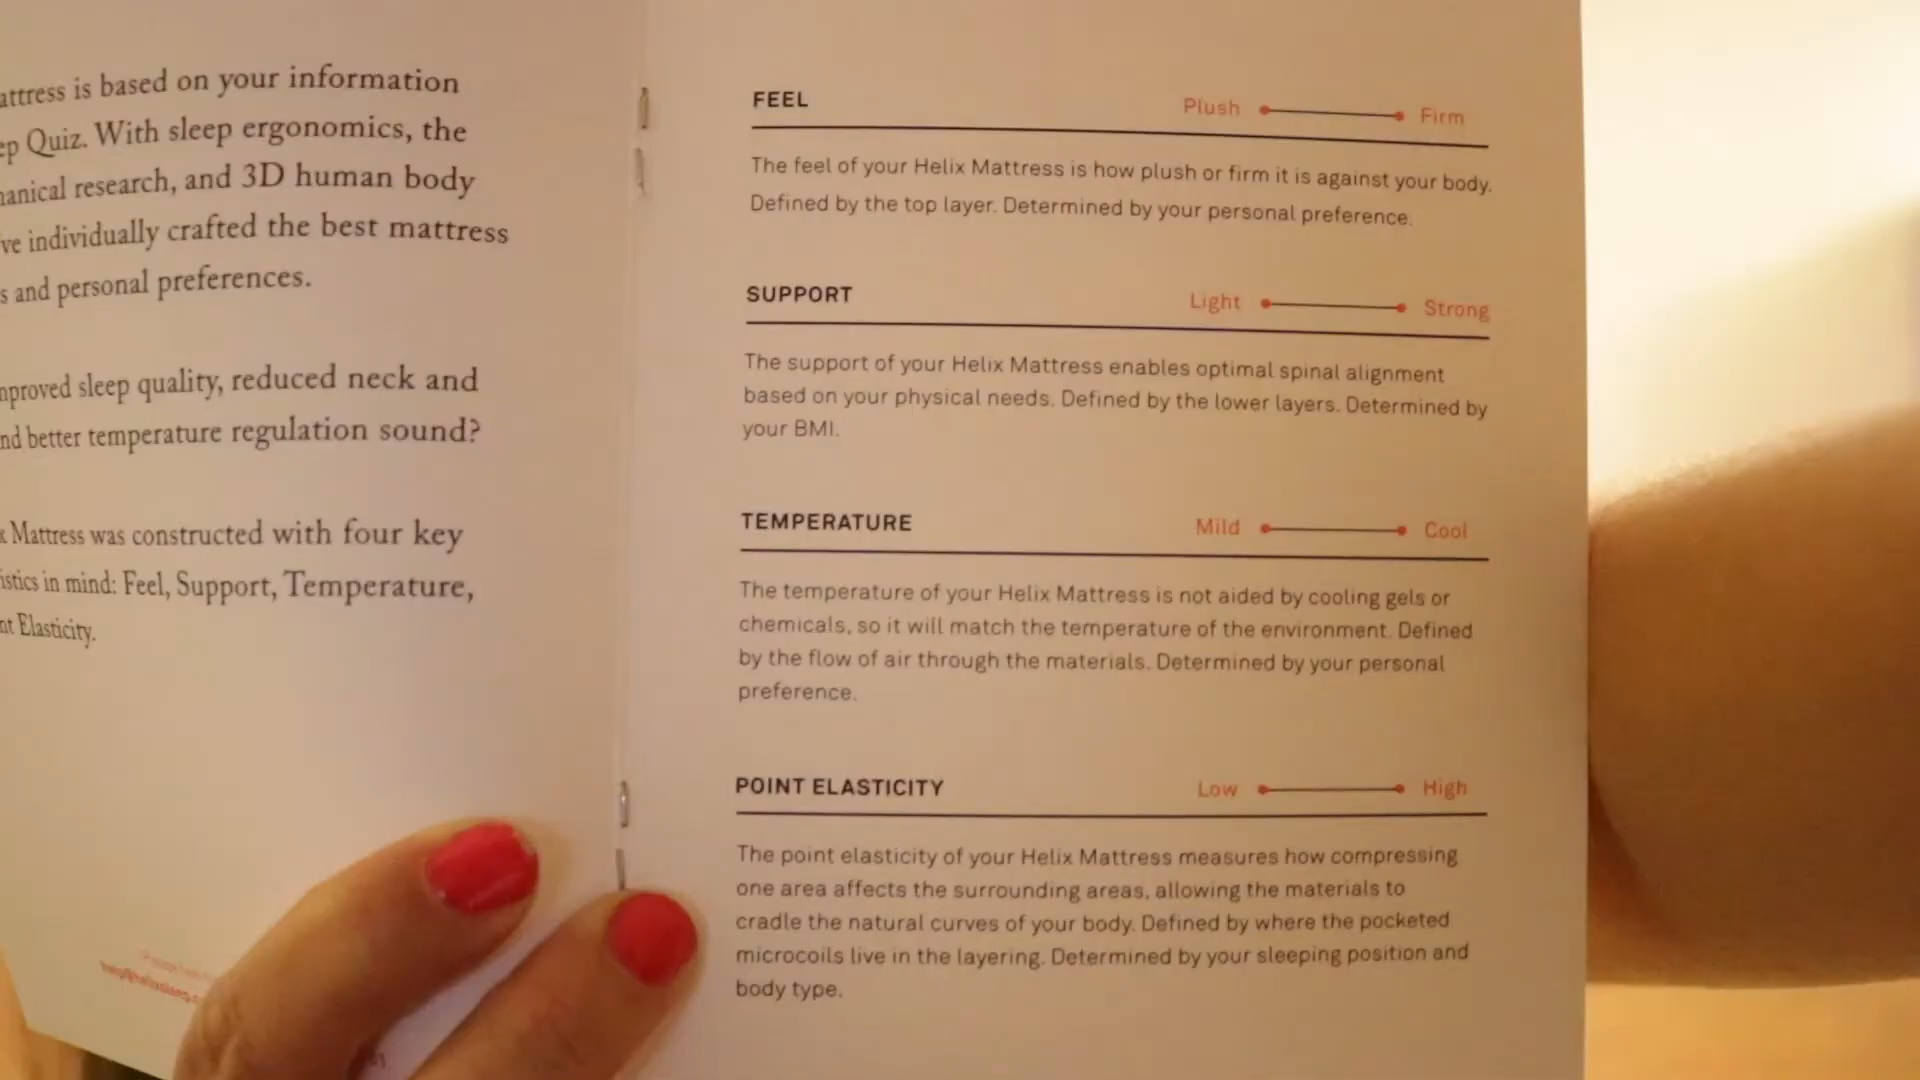 is based on your information
Quiz. With sleep ergonomics, the
research, and 3D human body
individually crafted the best mattress
and personal preferences.
sleep quality, reduced neck and
better temperature regulation sound?
Mattress was constructed with four key
in mind: Feel, Support, Temperature,
Elasticity.
FEEL Plush Firm
The feel of your Helix Mattress is how plush or firm it is against your body.
Defined by the top layer. Determined by your personal preference.
SUPPORT Light Strong
The support of your Helix Mattress enables optimal spinal alignment
based on your physical needs. Defined by the lower layers. Determined by
your BMI.
TEMPERATURE Mild Cool
The temperature of your Helix Mattress is not aided by cooling gels or
chemicals, so it will match the temperature of the environment. Defined
by the flow of air through the materials. Determined by your personal
preference.
POINT ELASTICITY Low High
The point elasticity of your Helix Mattress measures how compressing
one area affects the surrounding areas, allowing the materials to
cradle the natural curves of your body. Defined by where the pocketed
microcoils live in the layering. Determined by your sleeping position and
body type.